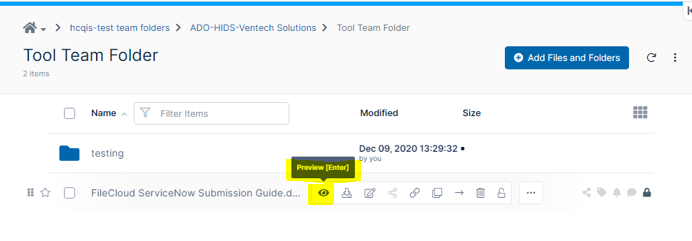 hcqis-test team folders ADO-HIDS-Ventech Solutions Tool Team Folder
Tool Team Folder
2 items
Add Files and Folders
Name Filter Items Modified Size
testing Dec 09, 2020 13:29:32
by you
Preview [Enter]
FileCloud ServiceNow Submission Guide.d...